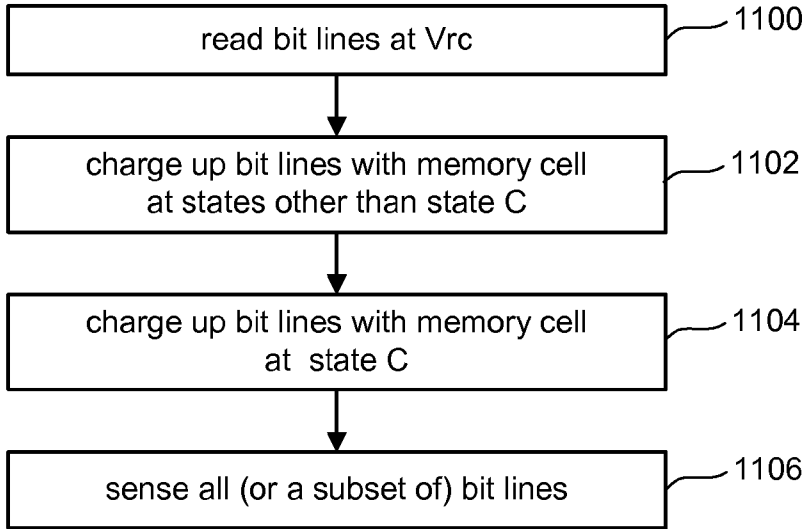 read bit lines at Vrc
1100
charge up bit lines with memory cell
at states other than state C
1102
charge up bit lines with memory cell
at state C
1104
sense all (or a subset of) bit lines
1106